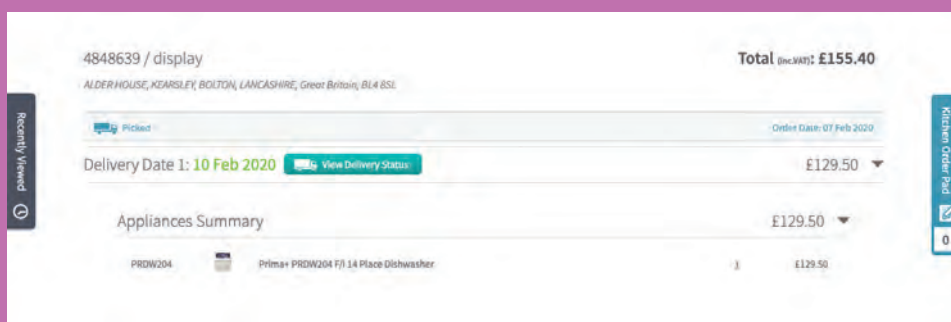 4848639 / display
Total (inc.VAT): £155.40
ALDER HOUSE, KEARSLEY, BOLTON, LANCASHIRE, Great Britain, BL4 8SL
Picked
Order Date: 07 Feb 2020
Delivery Date 1: 10 Feb 2020 View Delivery Status £129.50
Appliances Summary £129.50
PRDW204 Prima+ PRDW204 F/I 14 Place Dishwasher 1 £129.50
Recently Viewed
Kitchen Order Pad
0